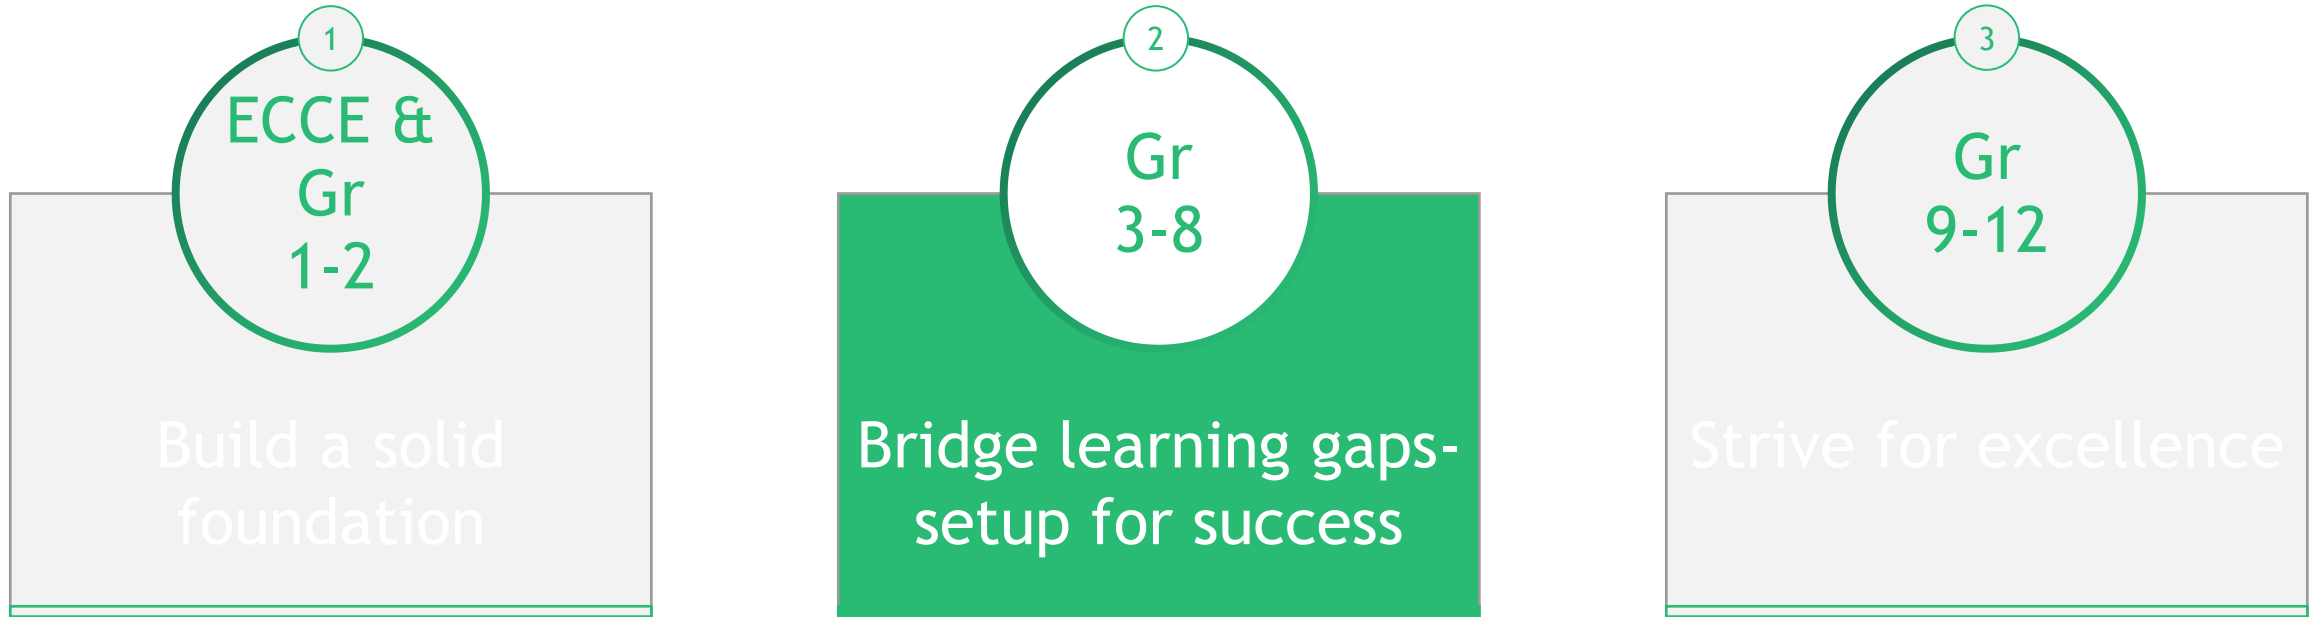 1
ECCE &
Gr
1-2
Build a solid
foundation
2
Gr
3-8
Bridge learning gaps-
setup for success
3
Gr
9-12
Strive for excellence